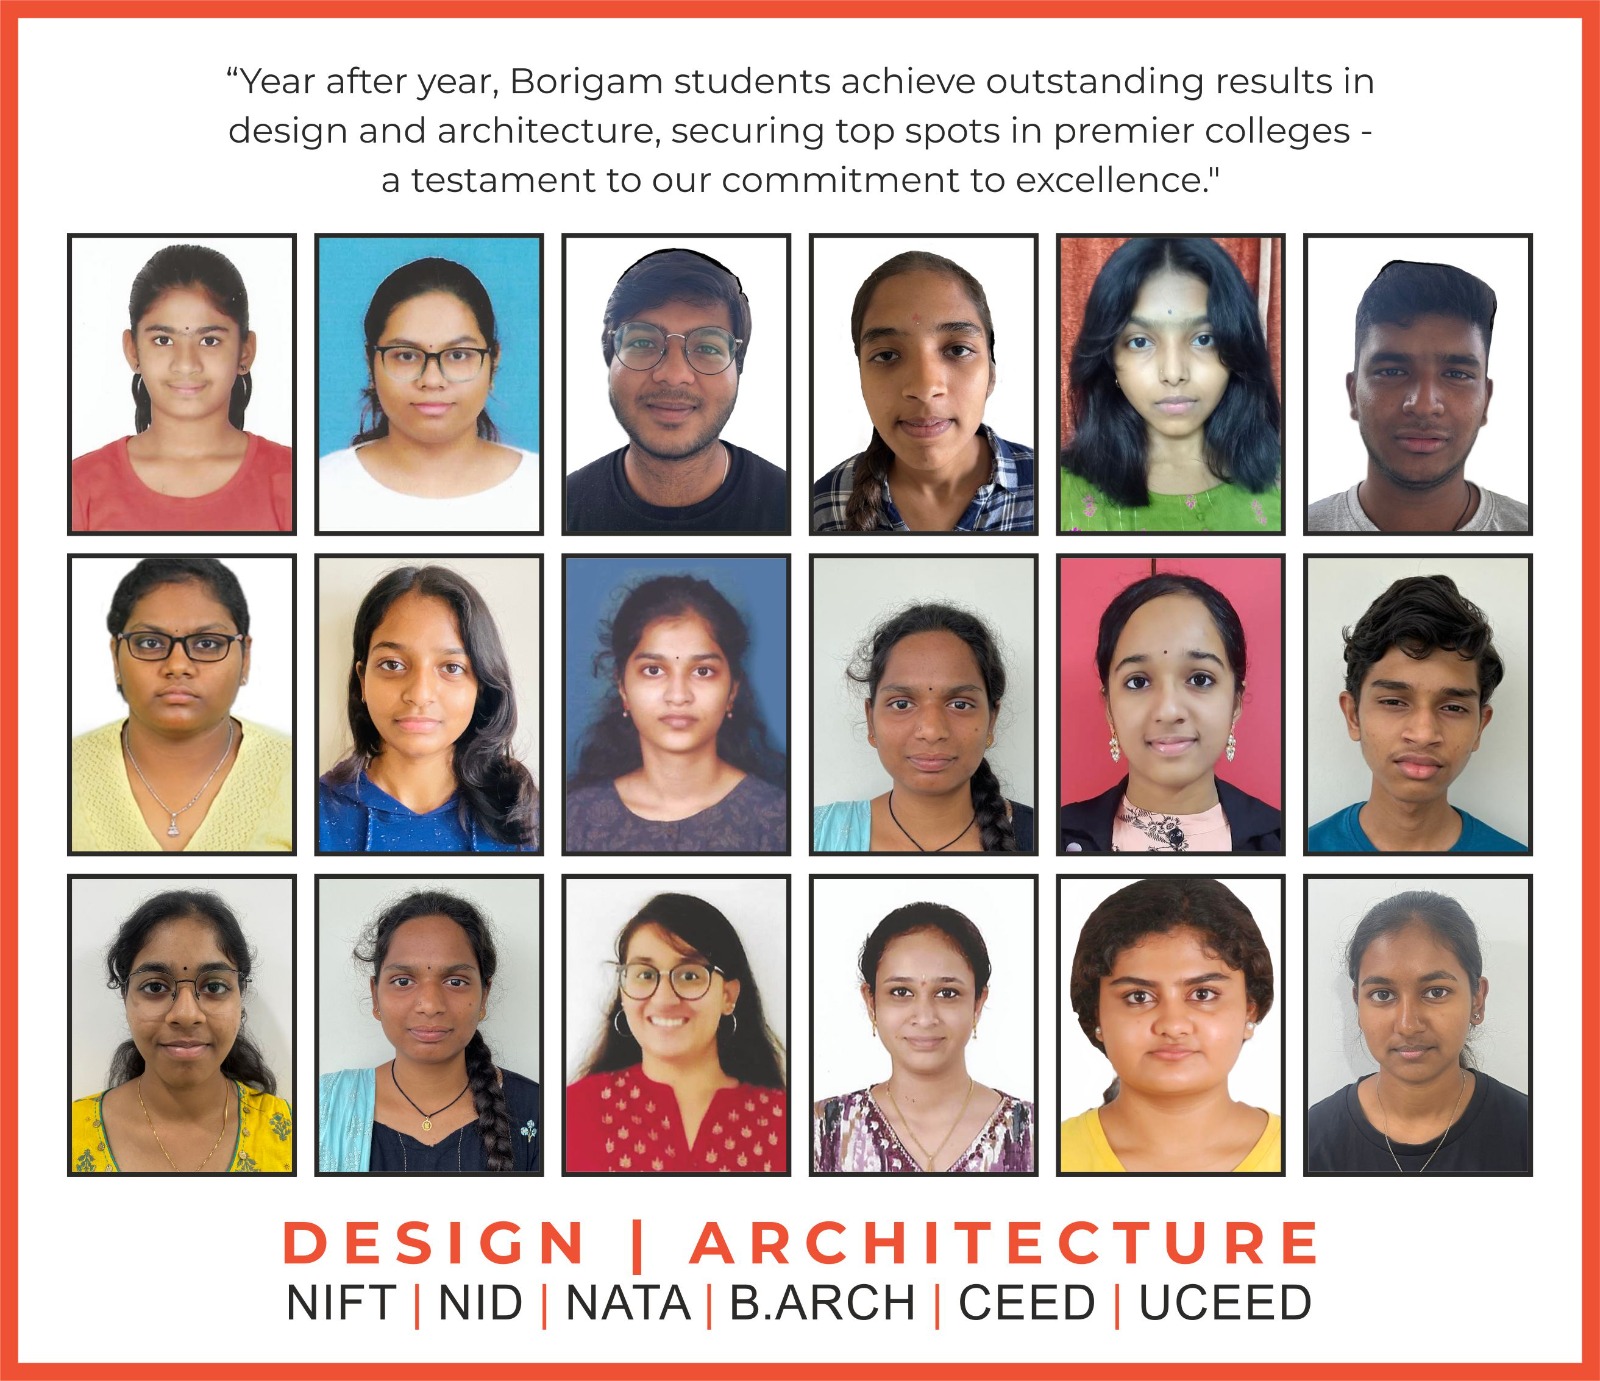 “Year after year, Borigam students achieve outstanding results in
design and architecture, securing top spots in premier colleges -
a testament to our commitment to excellence."
DESIGN | ARCHITECTURE
NIFT | NID | NATA | B.ARCH | CEED | UCEED